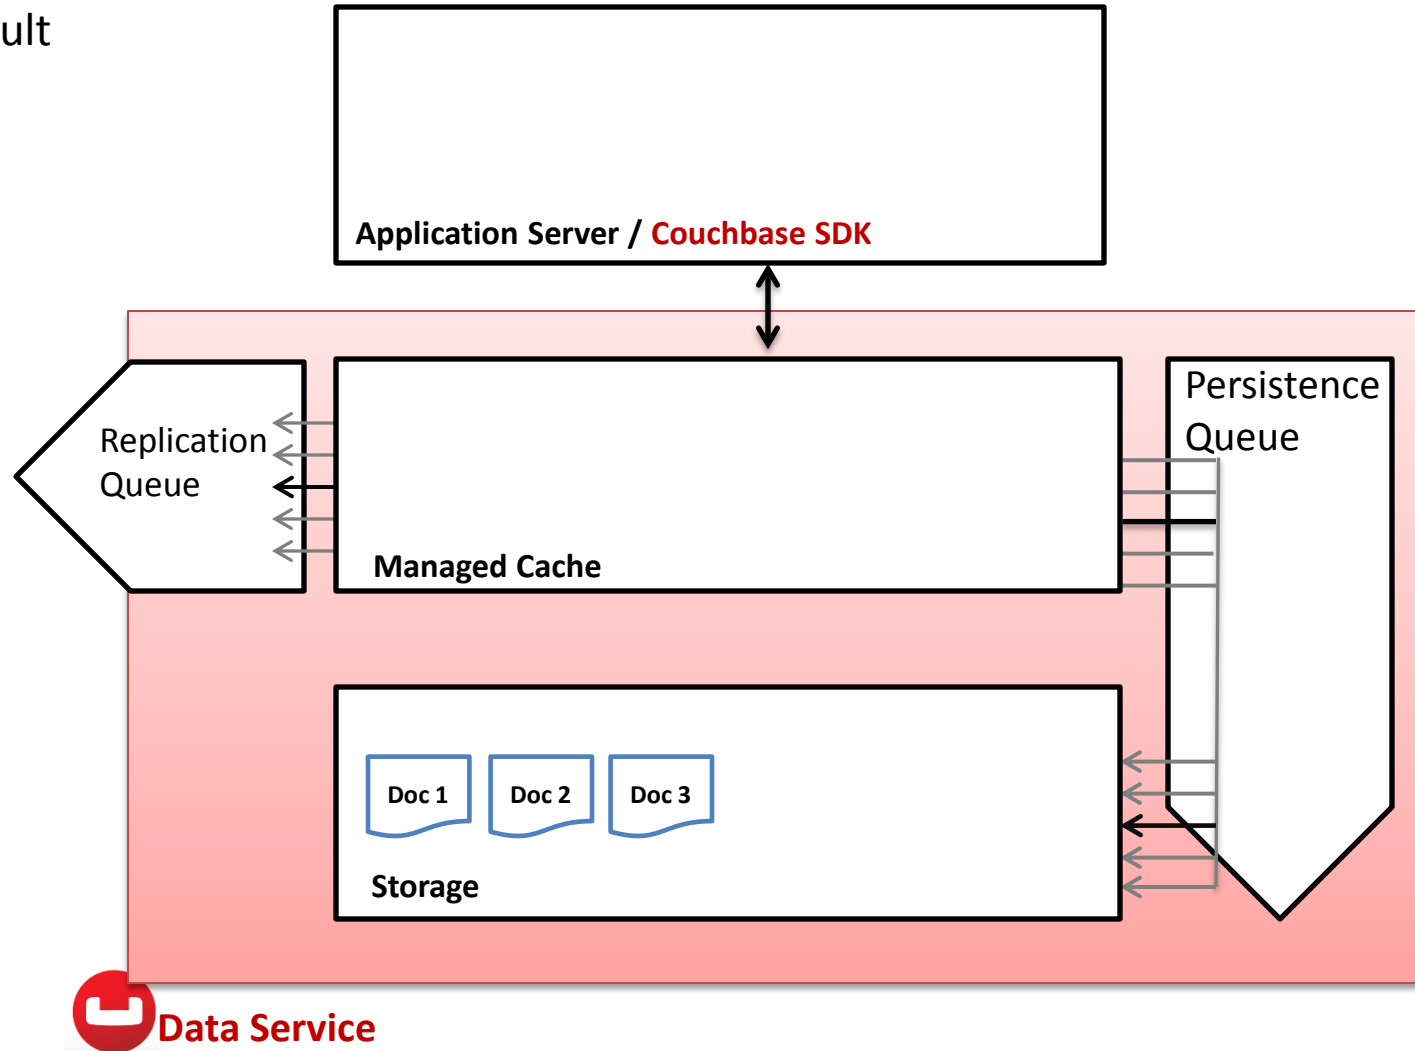 ult
Application Server / Couchbase SDK
Replication
Queue
Managed Cache
Persistence
Queue
Doc 1
Doc 2
Doc 3
Storage
Data Service